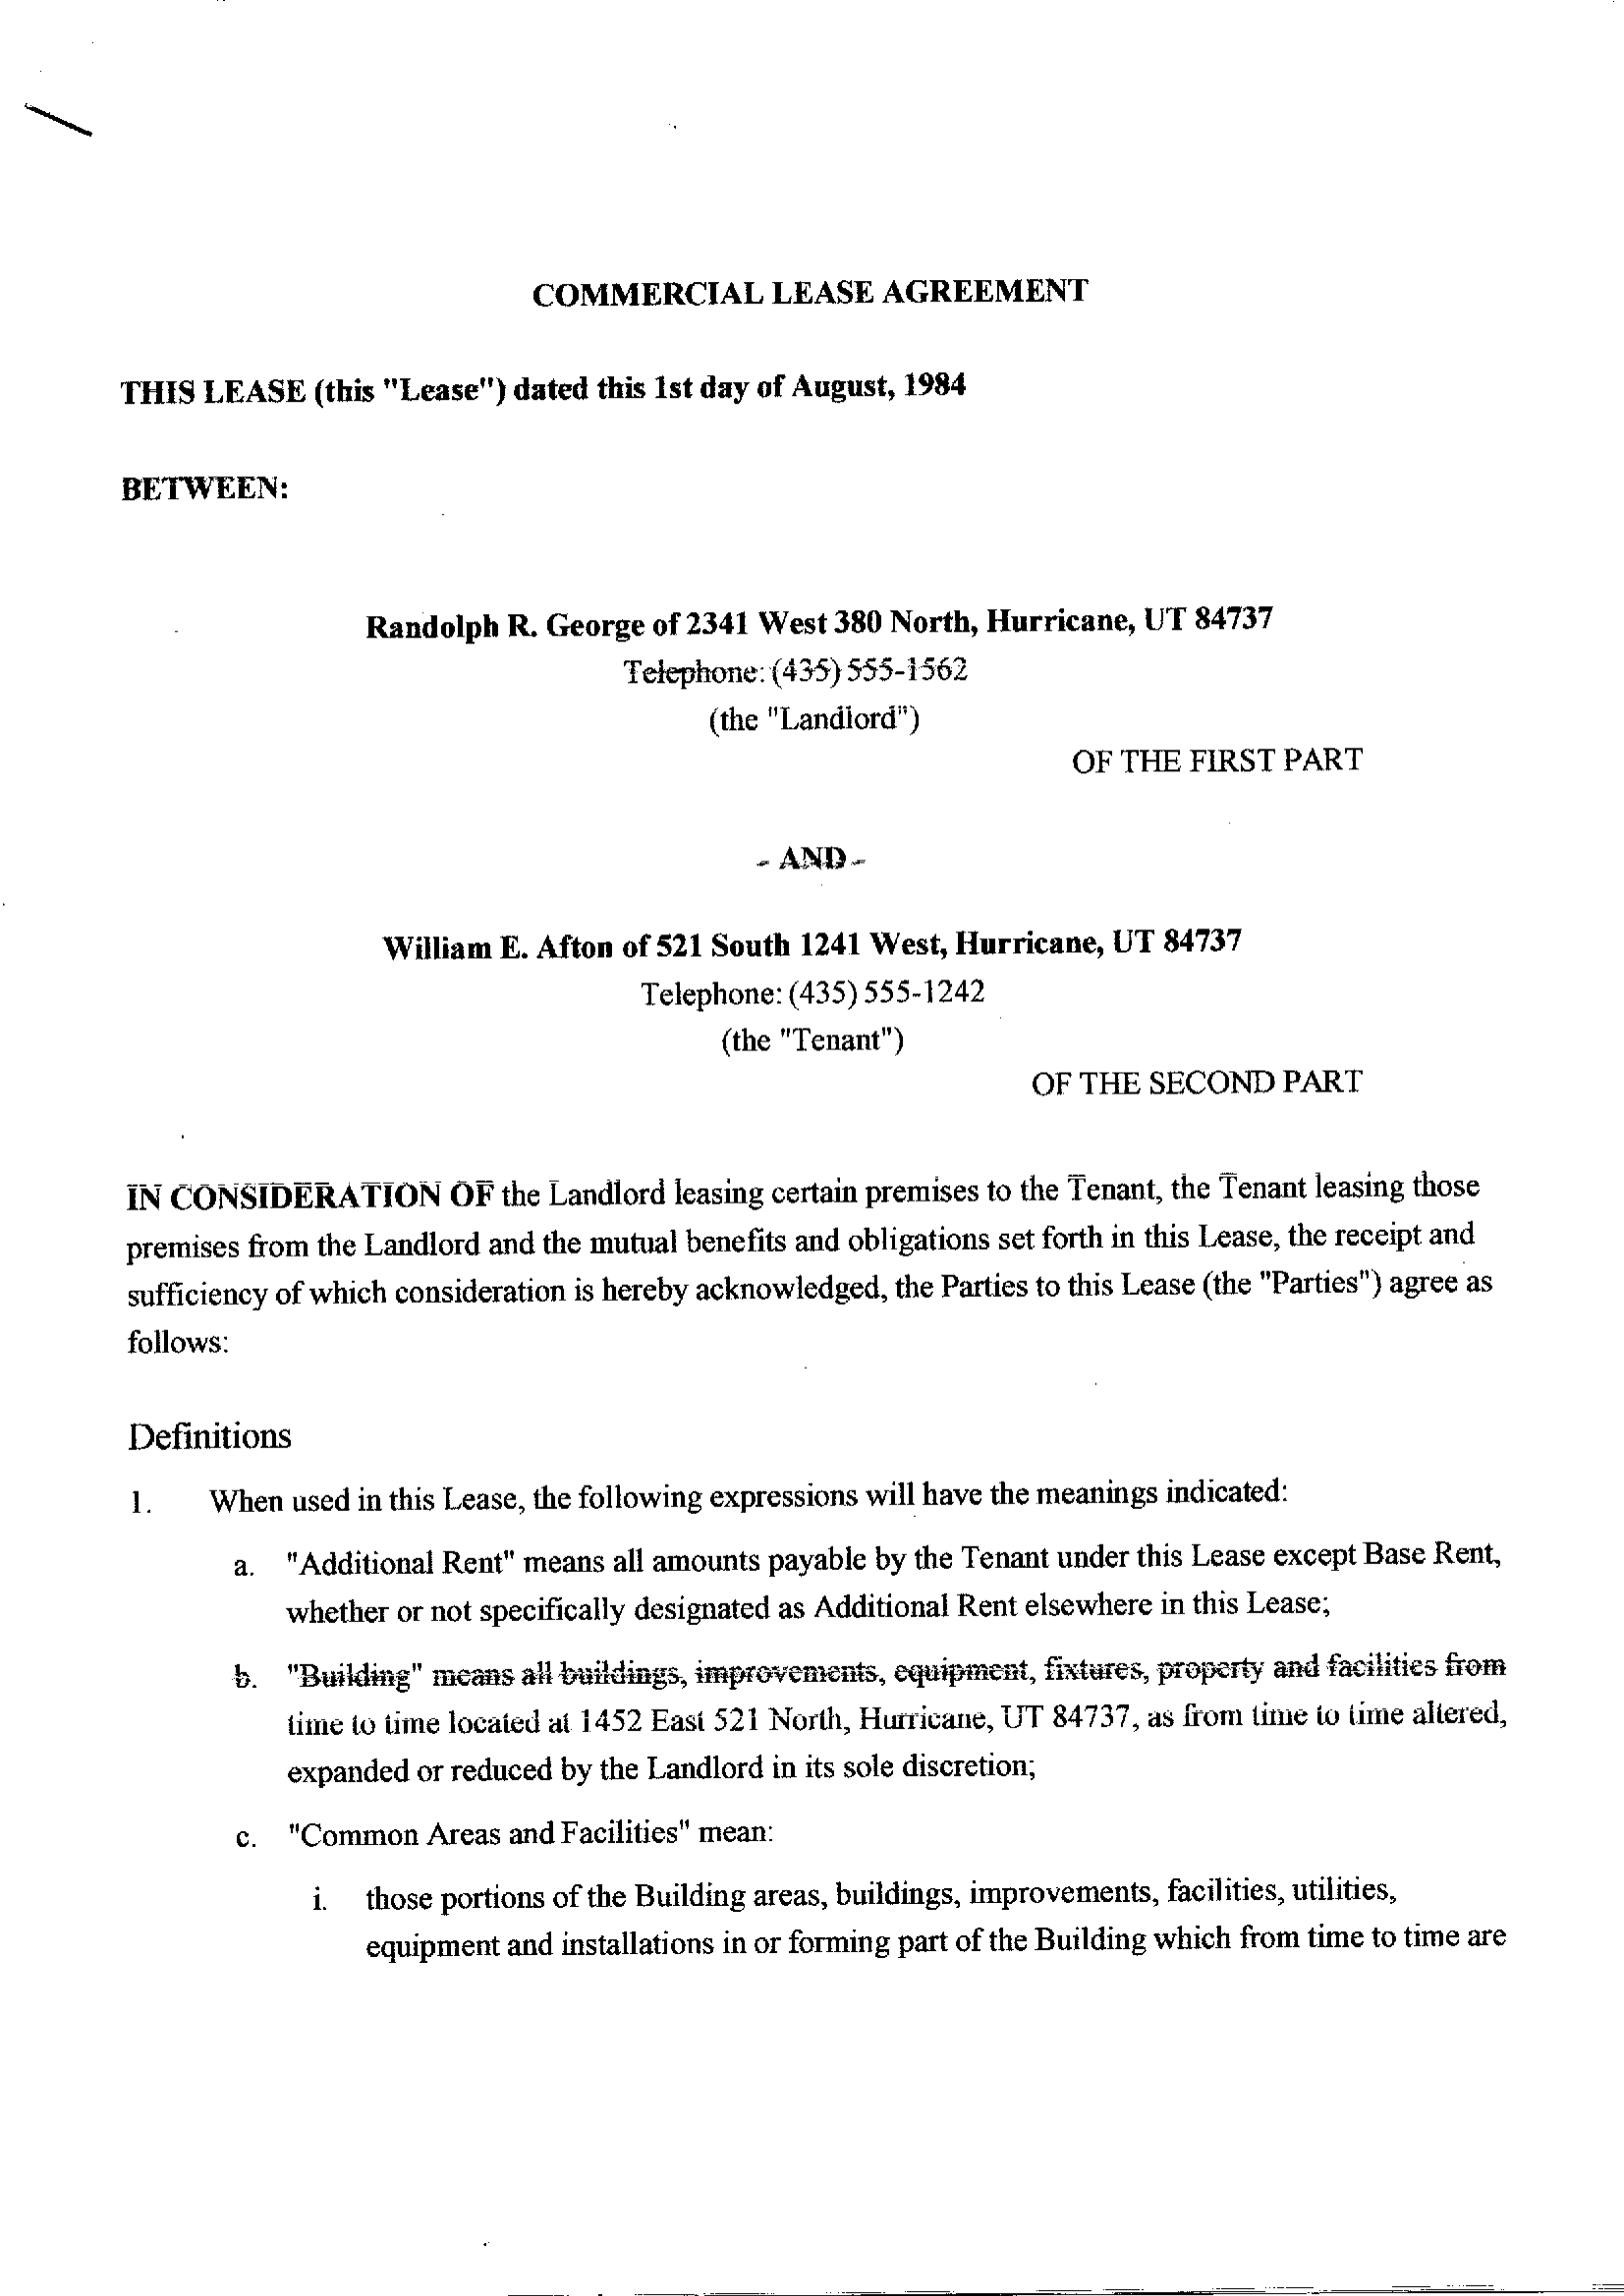 COMMERCIAL LEASE AGREEMENT
THIS LEASE (this "Lease") dated this 1st day of August, 1984
BETWEEN:
Randolph R. George of 2341 West 380 North, Hurricane, UT 84737
Telephone: (435) 555-1562
(the "Landlord")
OF THE FIRST PART
- AND -
William E. Afton of 521 South 1241 West, Hurricane, UT 84737
Telephone: (435) 555-1242
(the "Tenant")
OF THE SECOND PART
IN CONSIDERATION OF the Landlord leasing certain premises to the Tenant, the Tenant leasing those
premises from the Landlord and the mutual benefits and obligations set forth in this Lease, the receipt and
sufficiency of which consideration is hereby acknowledged, the Parties to this Lease (the "Parties") agree as
follows:
Definitions
1. When used in this Lease, the following expressions will have the meanings indicated:
a. "Additional Rent" means all amounts payable by the Tenant under this Lease except Base Rent,
whether or not specifically designated as Additional Rent elsewhere in this Lease;
b. "Building" means all buildings, improvements, equipment, fixtures, property and facilities from
time to time located at 1452 East 521 North, Hurricane, UT 84737, as from time to time altered,
expanded or reduced by the Landlord in its sole discretion;
c. "Common Areas and Facilities" mean:
i. those portions of the Building areas, buildings, improvements, facilities, utilities,
equipment and installations in or forming part of the Building which from time to time are